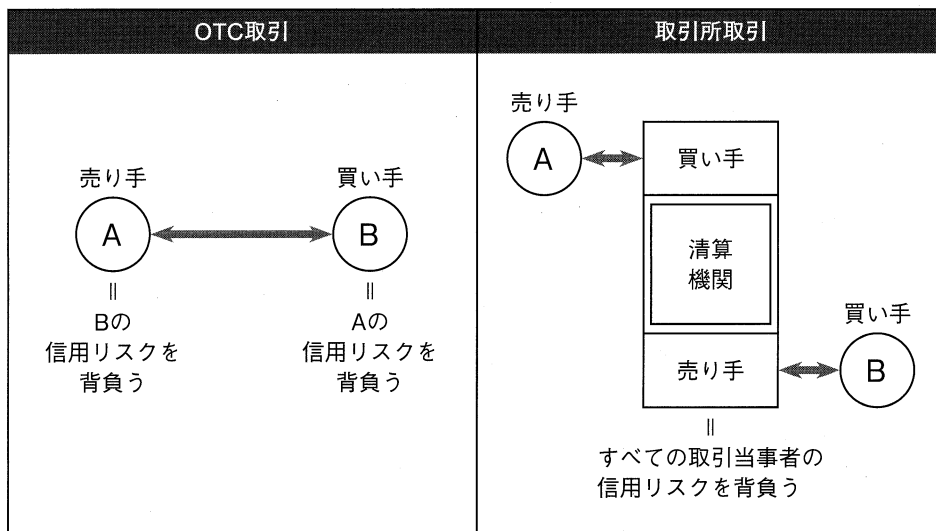 OTC取引
売り手
A
買い手
B
||
Bの
信用リスクを
背負う
||
Aの
信用リスクを
背負う
取引所取引
売り手
A
買い手
清算
機関
売り手
買い手
B
||
すべての取引当事者の
信用リスクを背負う